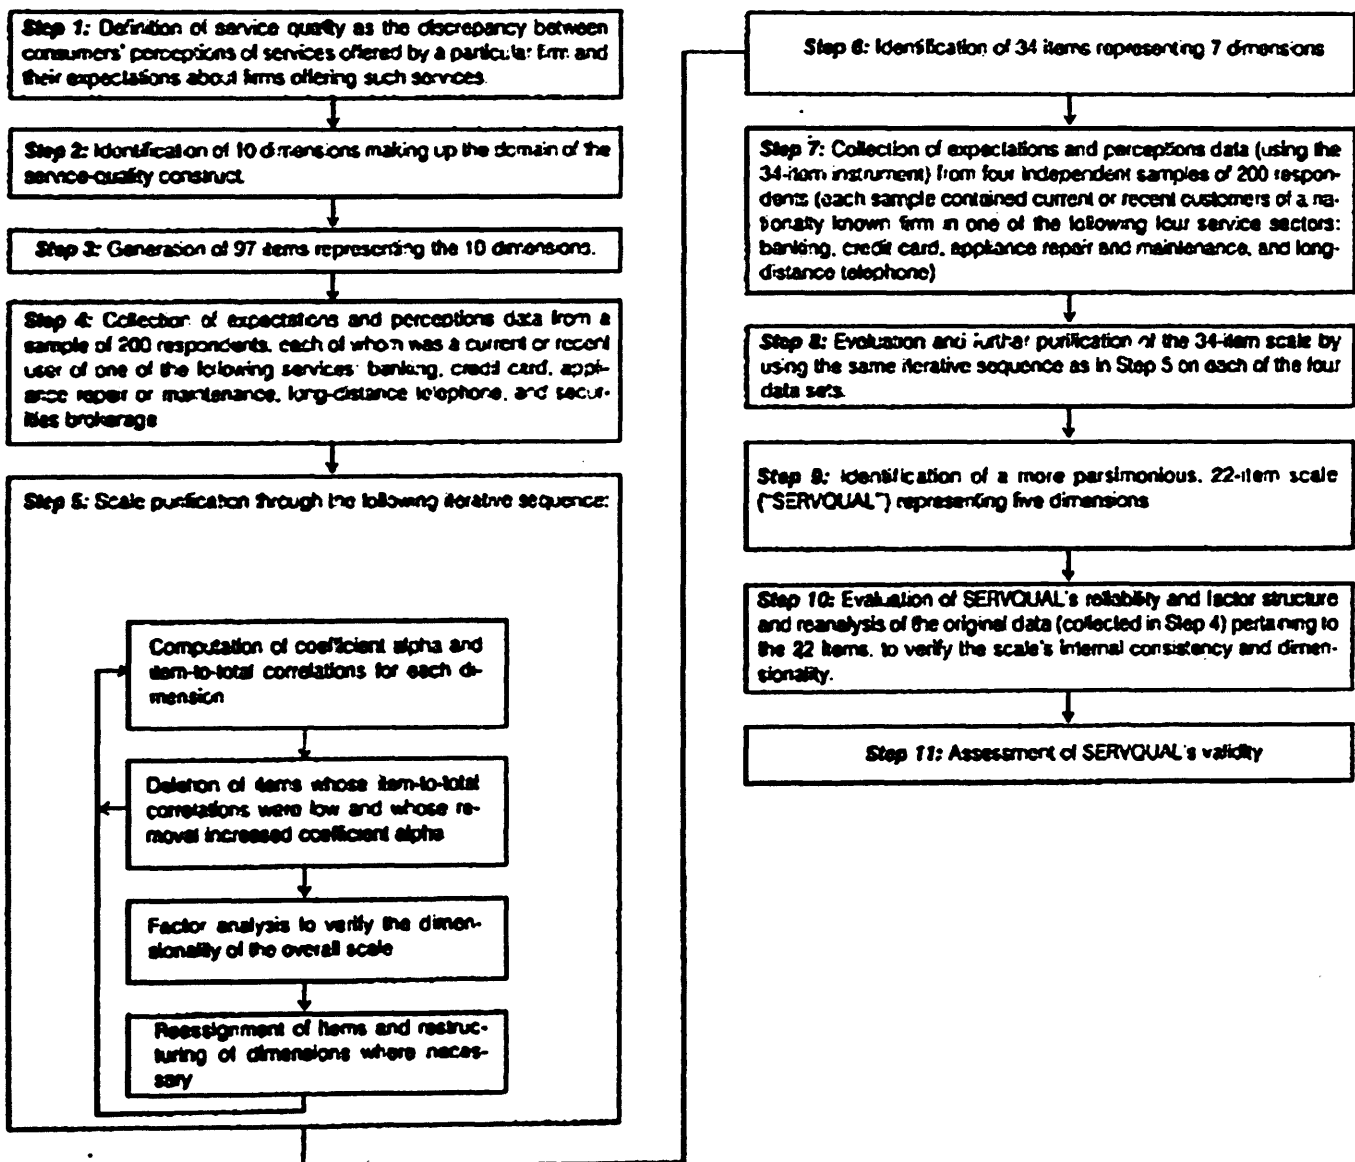 Step 1: Definition of service quality as the discrepancy between
consumers' perceptions of services offered by a particular firm and
their expectations about firms offering such services.
Step 2: Identification of 10 dimensions making up the domain of the
service-quality construct.
Step 3: Generation of 97 items representing the 10 dimensions.
Step 4: Collection of expectations and perceptions data from a
sample of 200 respondents, each of whom was a current or recent
user of one of the following services: banking, credit card, appli-
ance repair or maintenance, long-distance telephone, and secur-
ities brokerage
Step 5: Scale purification through the following iterative sequence:
Computation of coefficient alpha and
item-to-total correlations for each di-
mension
Deletion of items whose item-to-total
correlations were low and whose re-
moval increased coefficient alpha
Factor analysis to verify the dimen-
sionality of the overall scale
Reassignment of items and restruc-
turing of dimensions where neces-
sary
Step 6: Identification of 34 items representing 7 dimensions
Step 7: Collection of expectations and perceptions data (using the
34-item instrument) from four independent samples of 200 respon-
dents (each sample contained current or recent customers of a na-
tionally known firm in one of the following four service sectors:
banking, credit card, appliance repair and maintenance, and long-
distance telephone)
Step 8: Evaluation and further purification of the 34-item scale by
using the same iterative sequence as in Step 5 on each of the four
data sets.
Step 9: Identification of a more parsimonious, 22-item scale
("SERVQUAL") representing five dimensions
Step 10: Evaluation of SERVQUAL's reliability and factor structure
and reanalysis of the original data (collected in Step 4) pertaining to
the 22 items, to verify the scale's internal consistency and dimen-
sionality.
Step 11: Assessment of SERVQUAL's validity